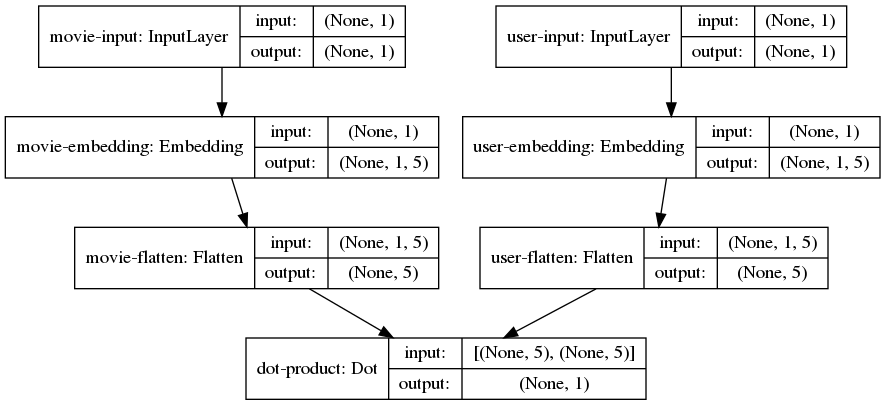 movie-input: InputLayer
input: (None, 1)
output: (None, 1)
user-input: InputLayer
input: (None, 1)
output: (None, 1)
movie-embedding: Embedding
input: (None, 1)
output: (None, 1, 5)
user-embedding: Embedding
input: (None, 1)
output: (None, 1, 5)
movie-flatten: Flatten
input: (None, 1, 5)
output: (None, 5)
user-flatten: Flatten
input: (None, 1, 5)
output: (None, 5)
dot-product: Dot
input: [(None, 5), (None, 5)]
output: (None, 1)